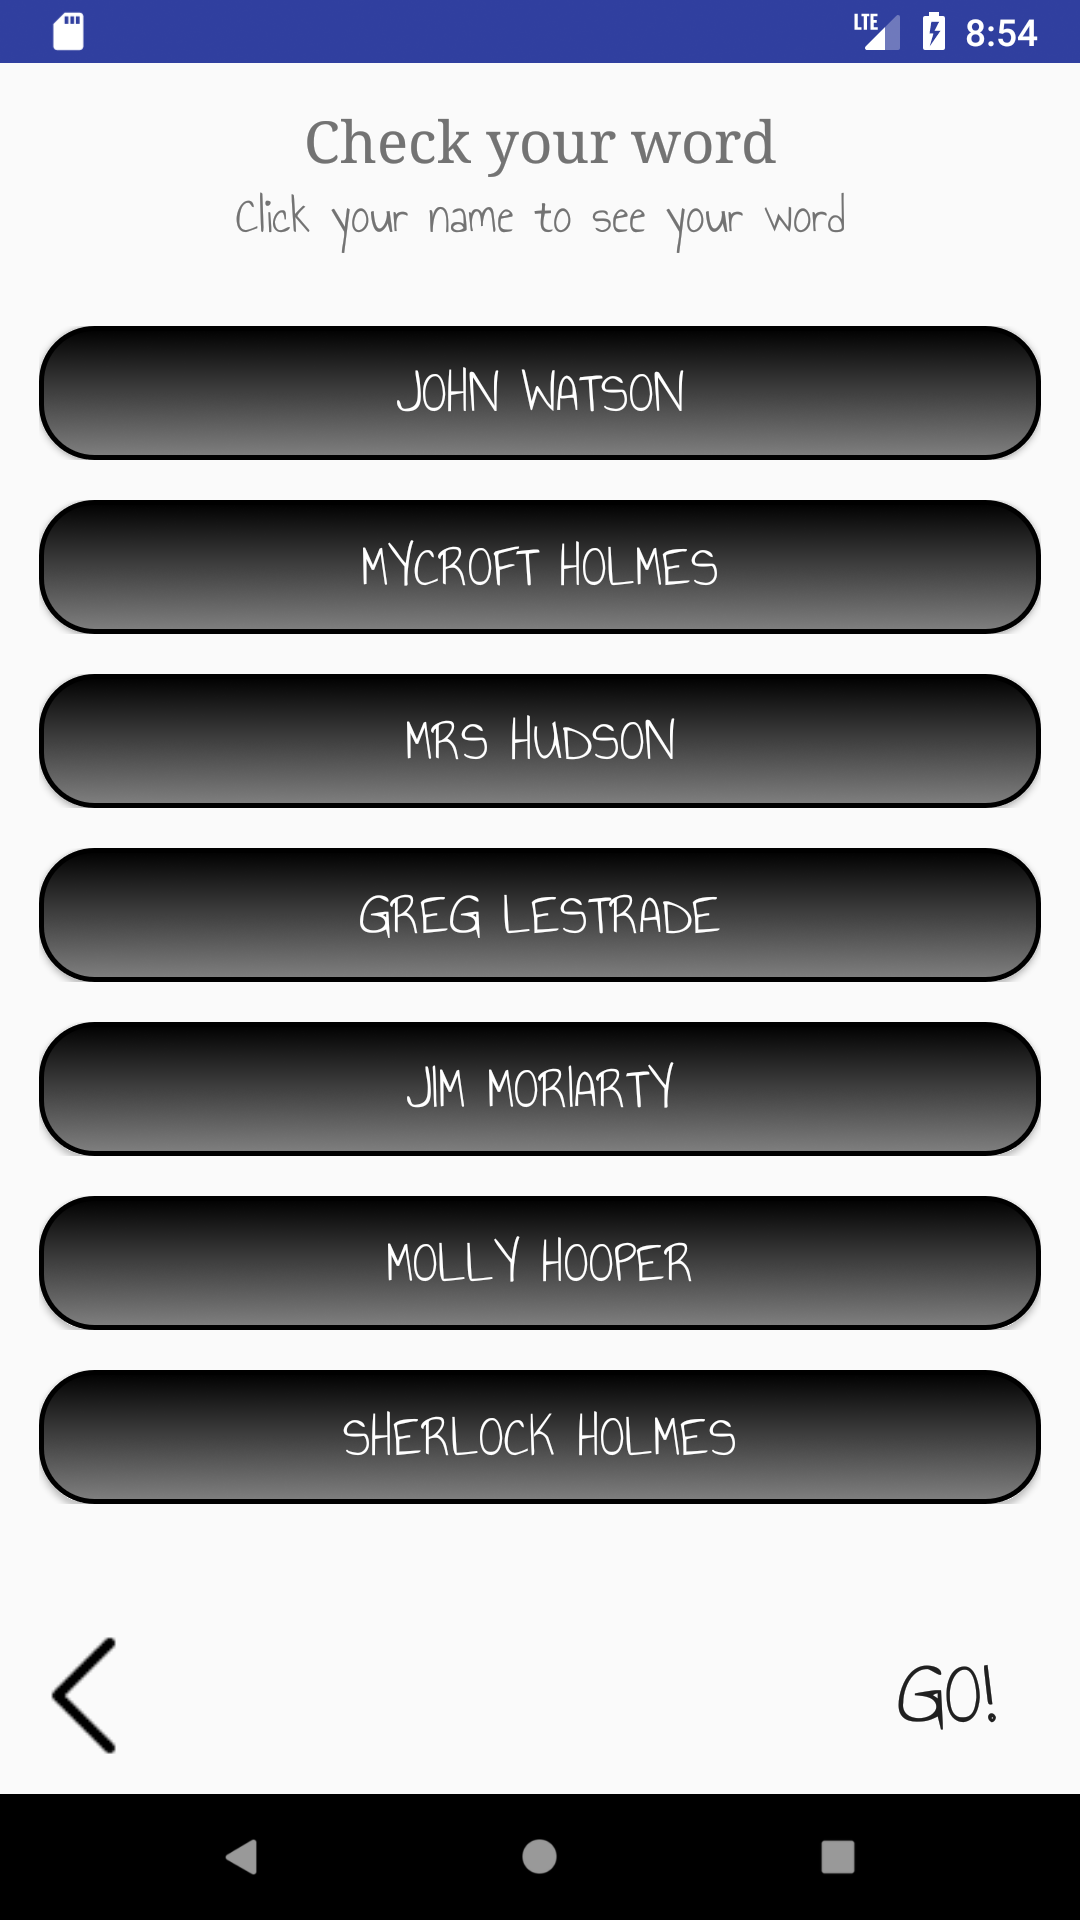 LTE 8:54
Check your word
Click your name to see your word
JOHN WATSON
MYCROFT HOLMES
MRS HUDSON
GREG LESTRADE
JIM MORIARTY
MOLLY HOOPER
SHERLOCK HOLMES
GO!